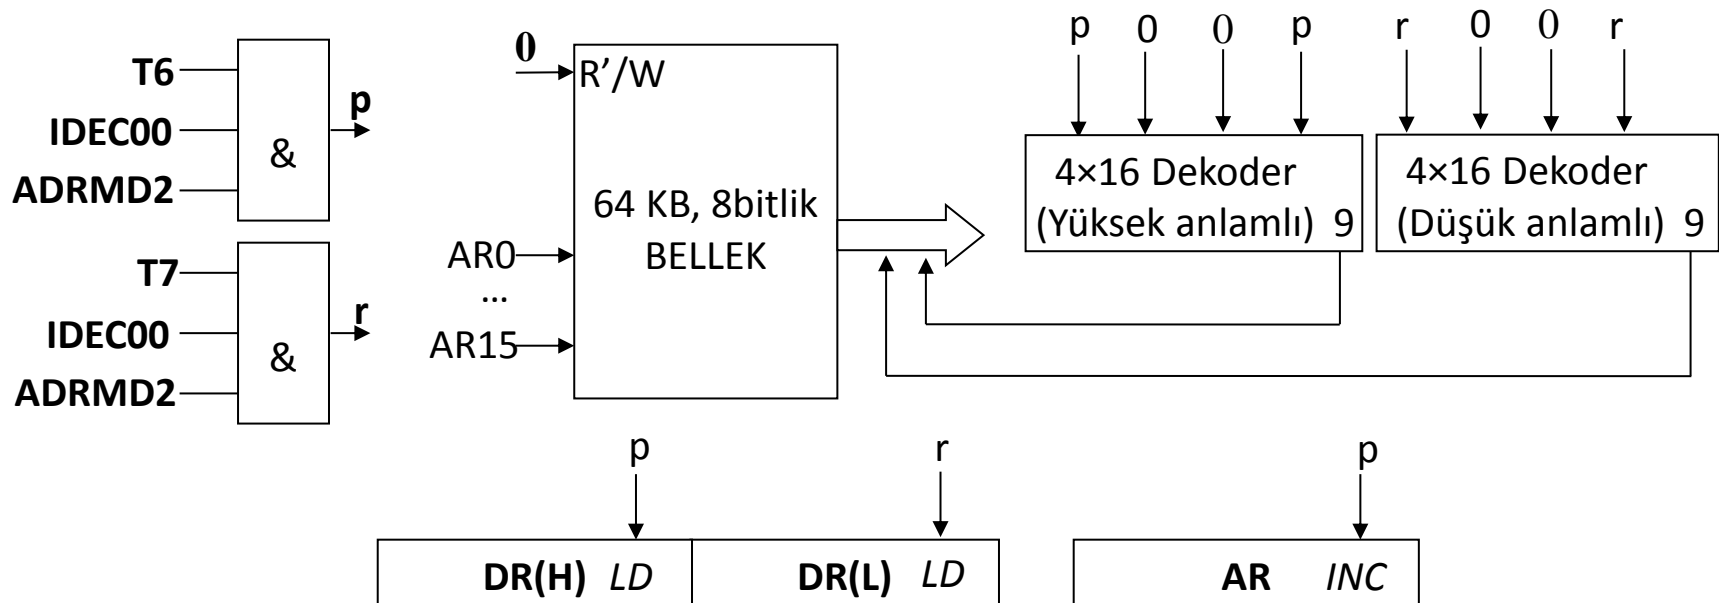 T6
IDEC00
ADRMD2
&
p
T7
IDEC00
ADRMD2
&
r
0
R’/W
64 KB, 8bitlik
BELLEK
AR0
...
AR15
p 0 0 p
4×16 Dekoder
(Yüksek anlamlı) 9
r 0 0 r
4×16 Dekoder
(Düşük anlamlı) 9
p
DR(H) LD
r
DR(L) LD
p
AR INC